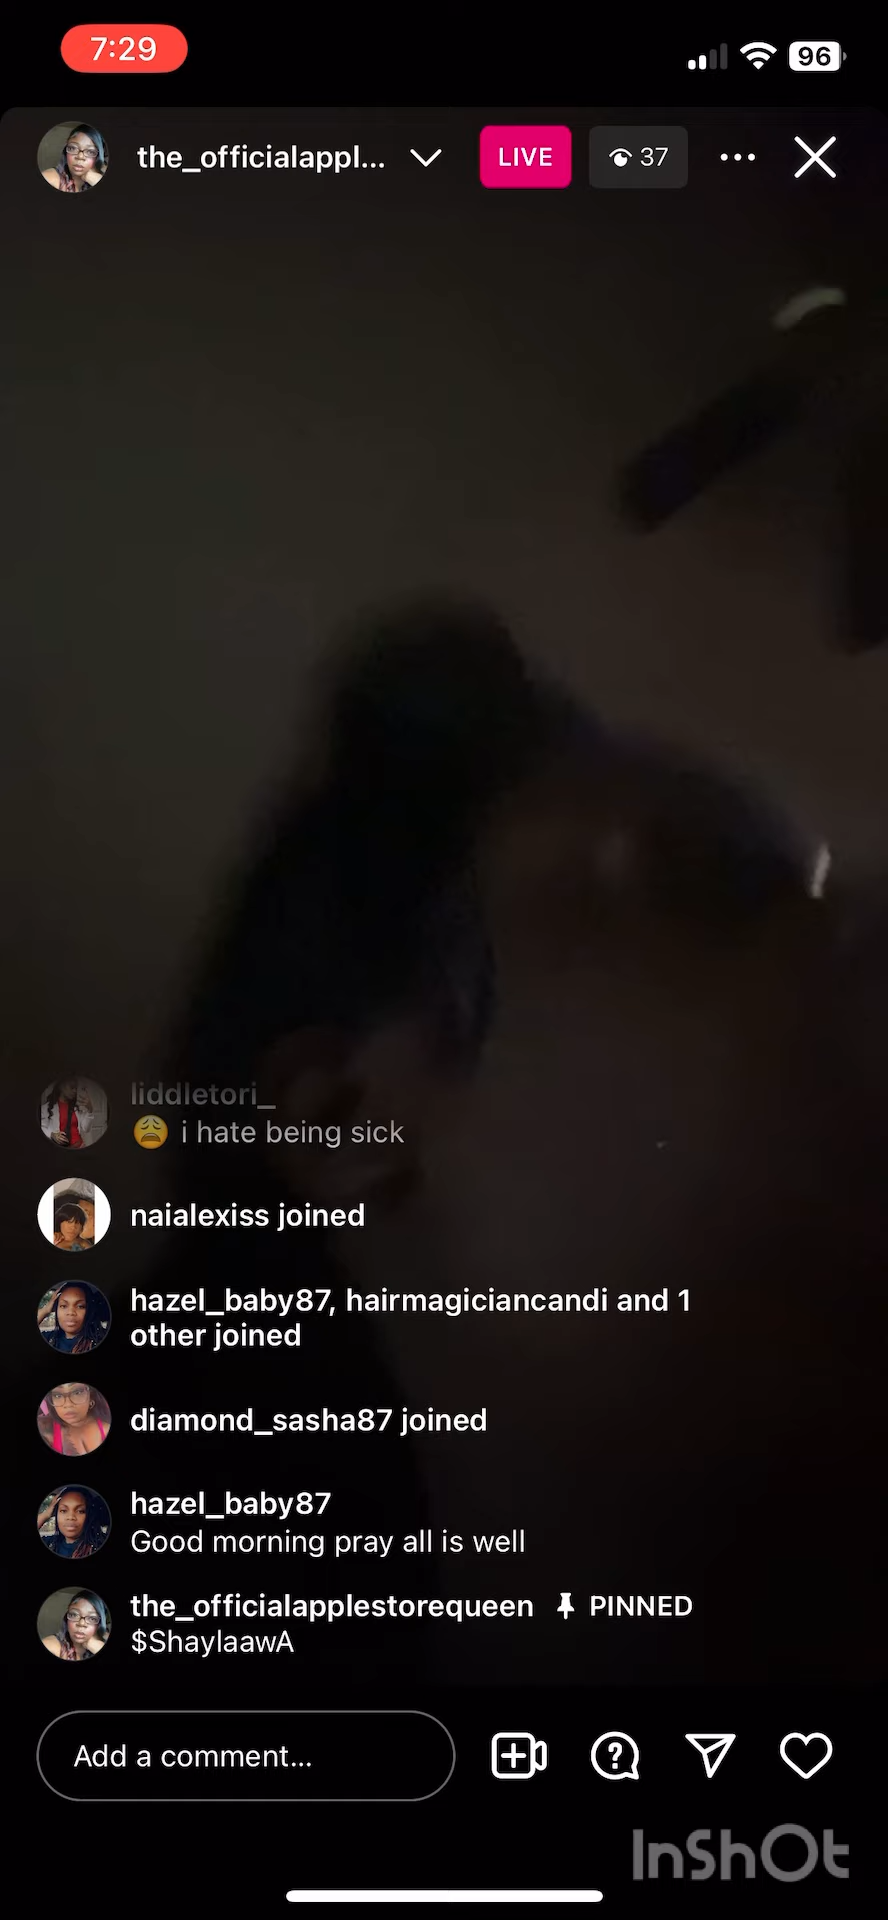 7:29
96
the_officialappl...
LIVE
37
liddletori_
😩 i hate being sick
naialexiss joined
hazel_baby87, hairmagiciancandi and 1
other joined
diamond_sasha87 joined
hazel_baby87
Good morning pray all is well
the_officialapplestorequeen PINNED
$ShaylaawA
Add a comment...
InShOt